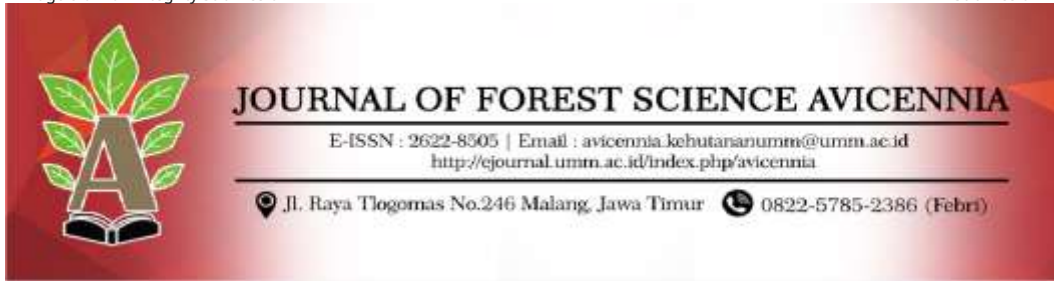 JOURNAL OF FOREST SCIENCE AVICENNIA
E-ISSN : 2622-8505 | Email : avicennia.kehutananumm@umm.ac.id
http://ejournal.umm.ac.id/index.php/avicennia
Jl. Raya Tlogomas No.246 Malang, Jawa Timur 0822-5785-2386 (Febri)
A